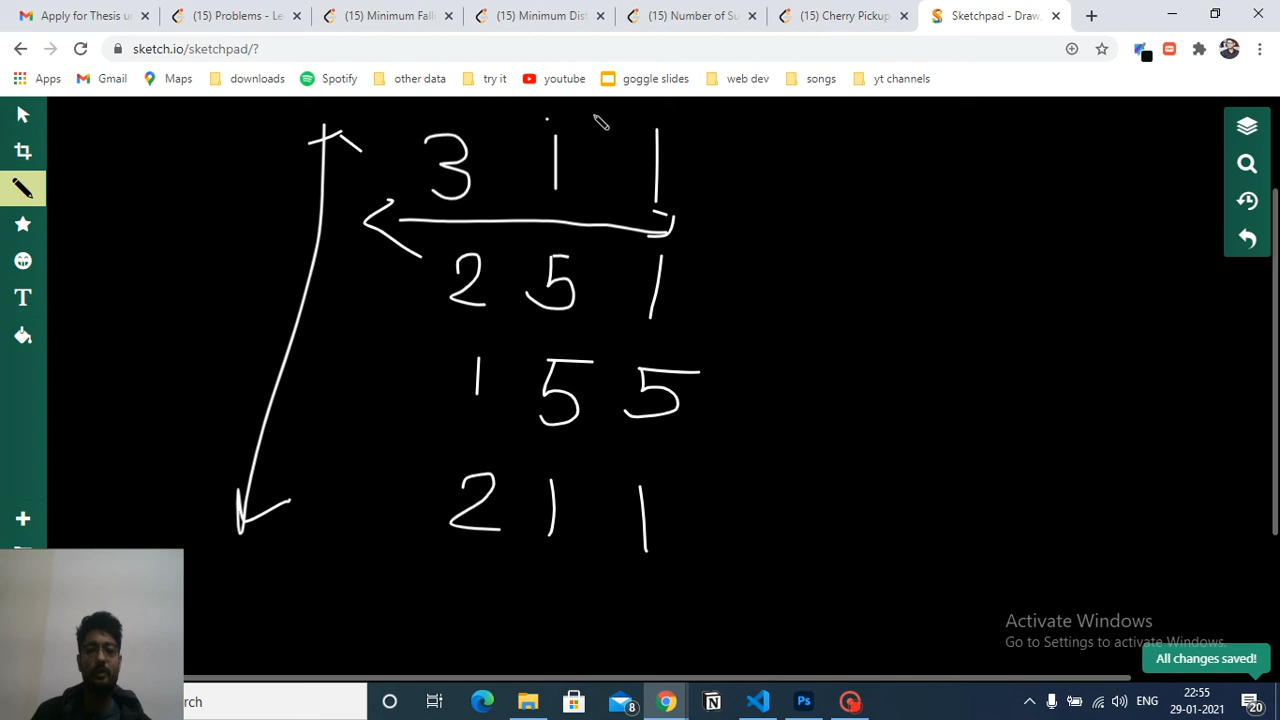 Apply for Thesis u
(15) Problems - Le
(15) Minimum Fall
(15) Minimum Dist
(15) Number of Su
(15) Cherry Pickup
Sketchpad - Draw,
sketch.io/sketchpad/?
Apps
Gmail
Maps
downloads
Spotify
other data
try it
youtube
goggle slides
web dev
songs
yt channels
3 1 1
2 5 1
1 5 5
2 1 1
Activate Windows
Go to Settings to activate Windows.
All changes saved!
rch
8
ENG
22:55
29-01-2021
20